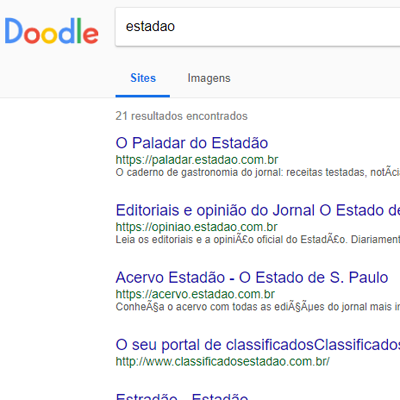 Doodle
estadao
Sites Imagens
21 resultados encontrados
O Paladar do Estadão
https://paladar.estadao.com.br
O caderno de gastronomia do jornal: receitas testadas, notÃci
Editoriais e opinião do Jornal O Estado de
https://opiniao.estadao.com.br
Leia os editoriais e a opiniÃ£o oficial do EstadÃ£o. Diariament
Acervo Estadão - O Estado de S. Paulo
https://acervo.estadao.com.br
ConheÃ§a o acervo com todas as ediÃ§Ãµes do jornal mais in
O seu portal de classificadosClassificados
http://www.classificadosestadao.com.br/
Estradão - Estadão